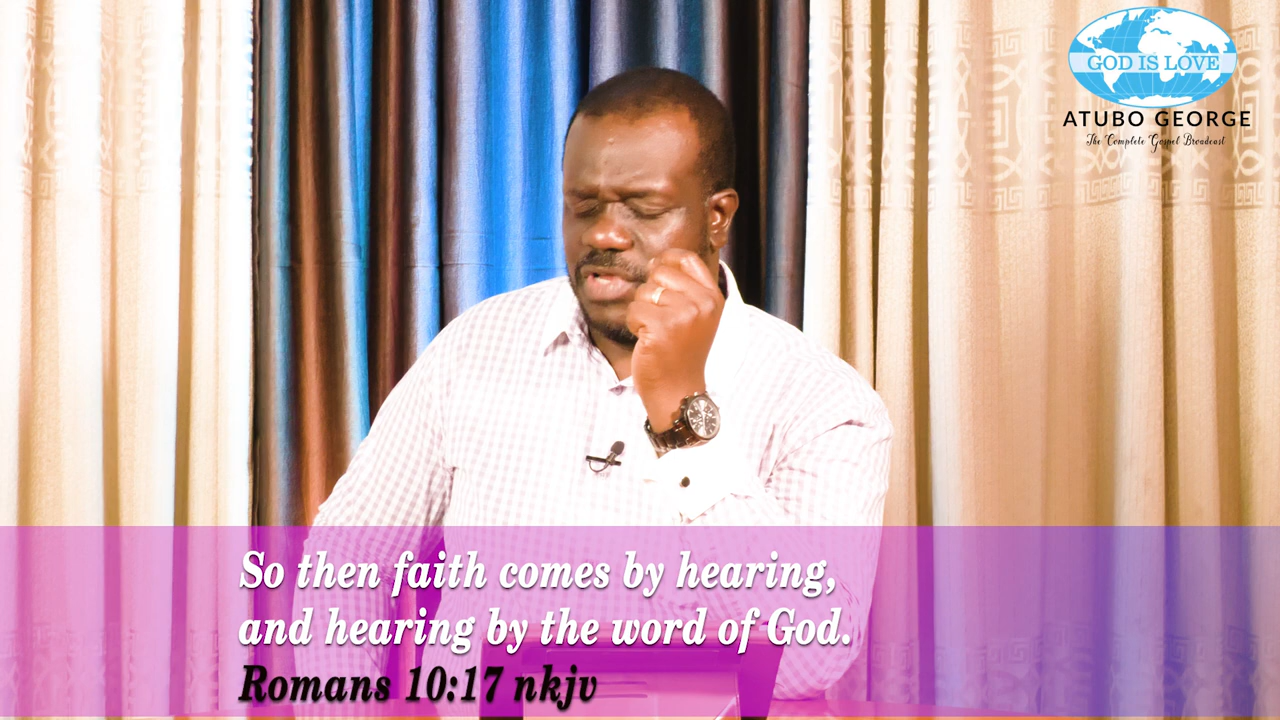 GOD IS LOVE
ATUBO GEORGE
The Complete Gospel Broadcast
So then faith comes by hearing,
and hearing by the word of God.
Romans 10:17 nkjv